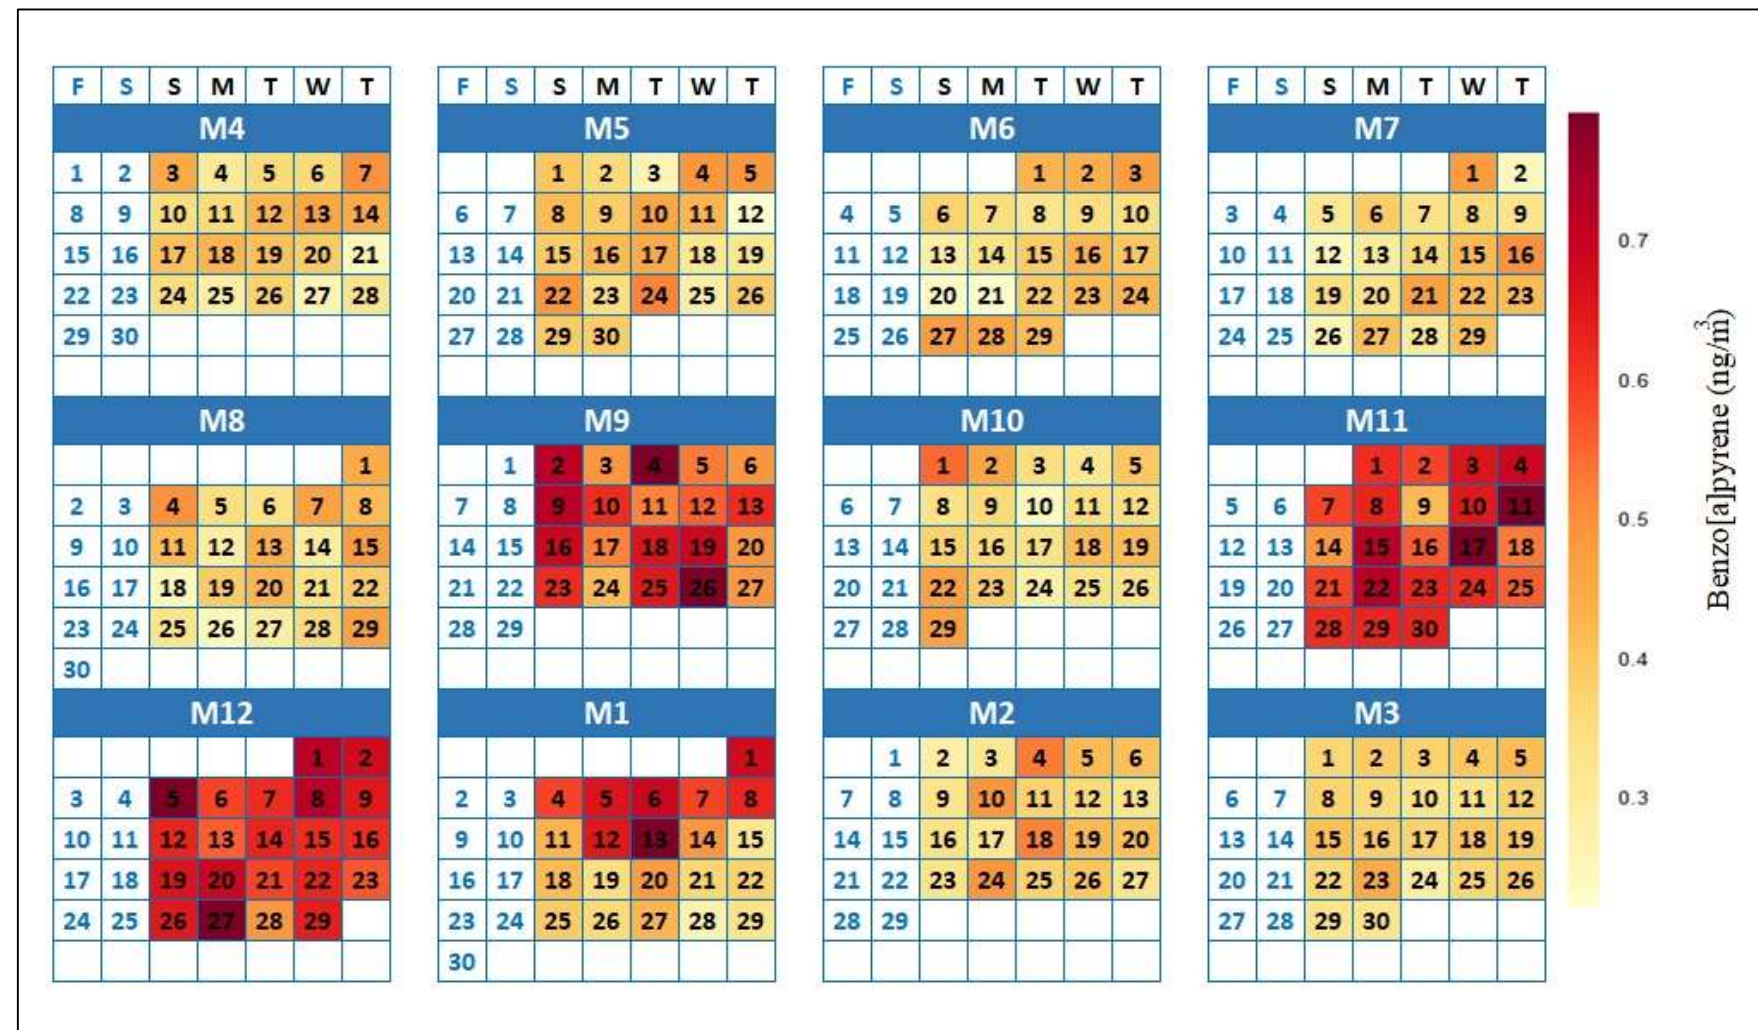 F S S M T W T F S S M T W T F S S M T W T F S S M T W T
M4 M5 M6 M7
1 2 3 4 5 6 7 1 2 3 4 5 1 2 3 1 2
8 9 10 11 12 13 14 6 7 8 9 10 11 12 4 5 6 7 8 9 10 3 4 5 6 7 8 9
15 16 17 18 19 20 21 13 14 15 16 17 18 19 11 12 13 14 15 16 17 10 11 12 13 14 15 16
22 23 24 25 26 27 28 20 21 22 23 24 25 26 18 19 20 21 22 23 24 17 18 19 20 21 22 23
29 30 27 28 29 30 25 26 27 28 29 24 25 26 27 28 29
M8 M9 M10 M11
1 1 2 3 4 5 6 1 2 3 4 5 1 2 3 4
2 3 4 5 6 7 8 7 8 9 10 11 12 13 6 7 8 9 10 11 12 5 6 7 8 9 10 11
9 10 11 12 13 14 15 14 15 16 17 18 19 20 13 14 15 16 17 18 19 12 13 14 15 16 17 18
16 17 18 19 20 21 22 21 22 23 24 25 26 27 20 21 22 23 24 25 26 19 20 21 22 23 24 25
23 24 25 26 27 28 29 28 29 27 28 29 26 27 28 29 30
30
M12 M1 M2 M3
1 2 1 1 2 3 4 5 6 1 2 3 4 5
3 4 5 6 7 8 9 2 3 4 5 6 7 8 7 8 9 10 11 12 13 6 7 8 9 10 11 12
10 11 12 13 14 15 16 9 10 11 12 13 14 15 14 15 16 17 18 19 20 13 14 15 16 17 18 19
17 18 19 20 21 22 23 16 17 18 19 20 21 22 21 22 23 24 25 26 27 20 21 22 23 24 25 26
24 25 26 27 28 29 23 24 25 26 27 28 29 28 29 27 28 29 30
30
0.7
0.6
0.5
0.4
0.3
Benzo[a]pyrene (ng/m³)